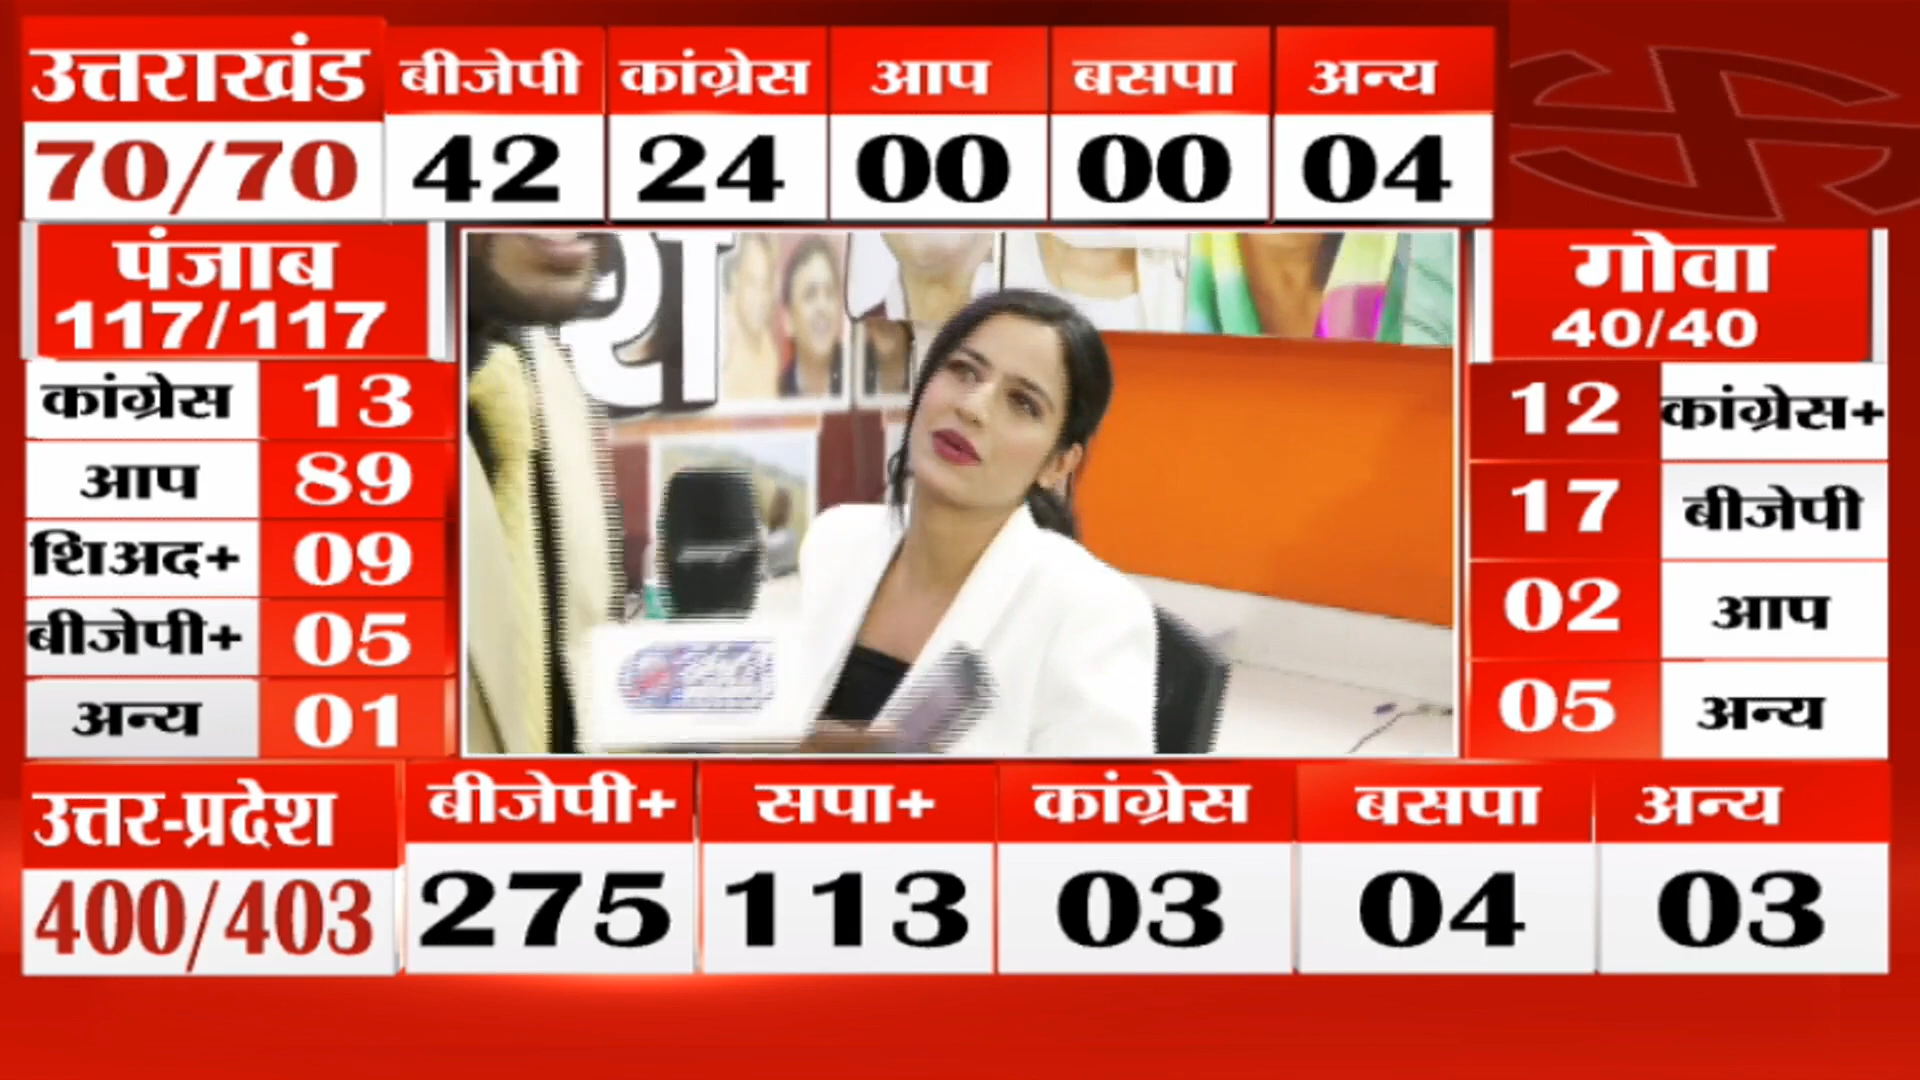 उत्तराखंड बीजेपी कांग्रेस आप बसपा अन्य
70/70 42 24 00 00 04
पंजाब
117/117
कांग्रेस 13
आप 89
शिअद+ 09
बीजेपी+ 05
अन्य 01
गोवा
40/40
12 कांग्रेस+
17 बीजेपी
02 आप
05 अन्य
उत्तर-प्रदेश बीजेपी+ सपा+ कांग्रेस बसपा अन्य
400/403 275 113 03 04 03